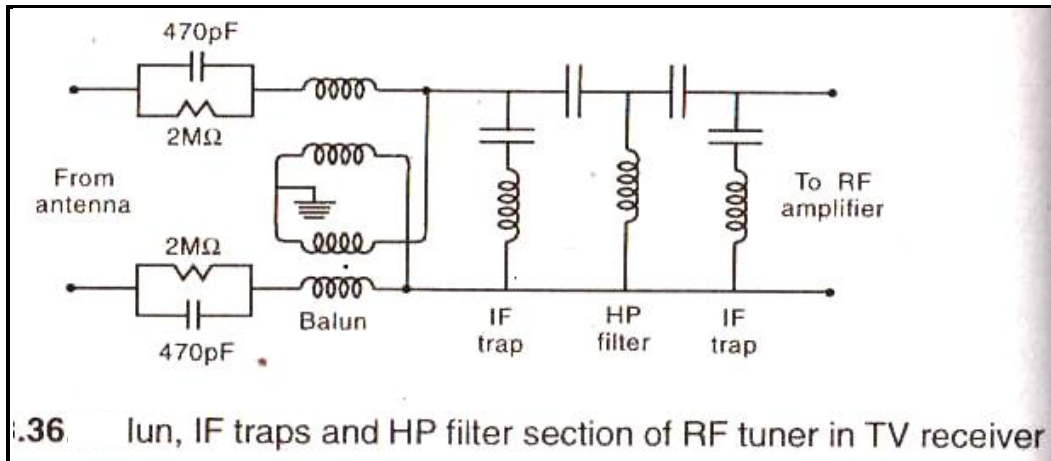 470pF
2MΩ
From
antenna
2MΩ
470pF
Balun
IF
trap
HP
filter
IF
trap
To RF
amplifier
.36 lun, IF traps and HP filter section of RF tuner in TV receiver